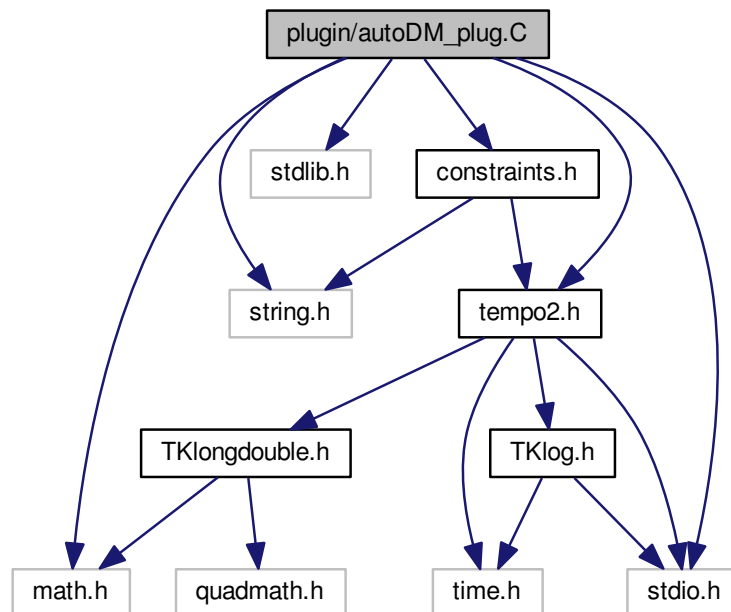 plugin/autoDM_plug.C
stdlib.h
constraints.h
string.h
tempo2.h
TKlongdouble.h
TKlog.h
math.h
quadmath.h
time.h
stdio.h